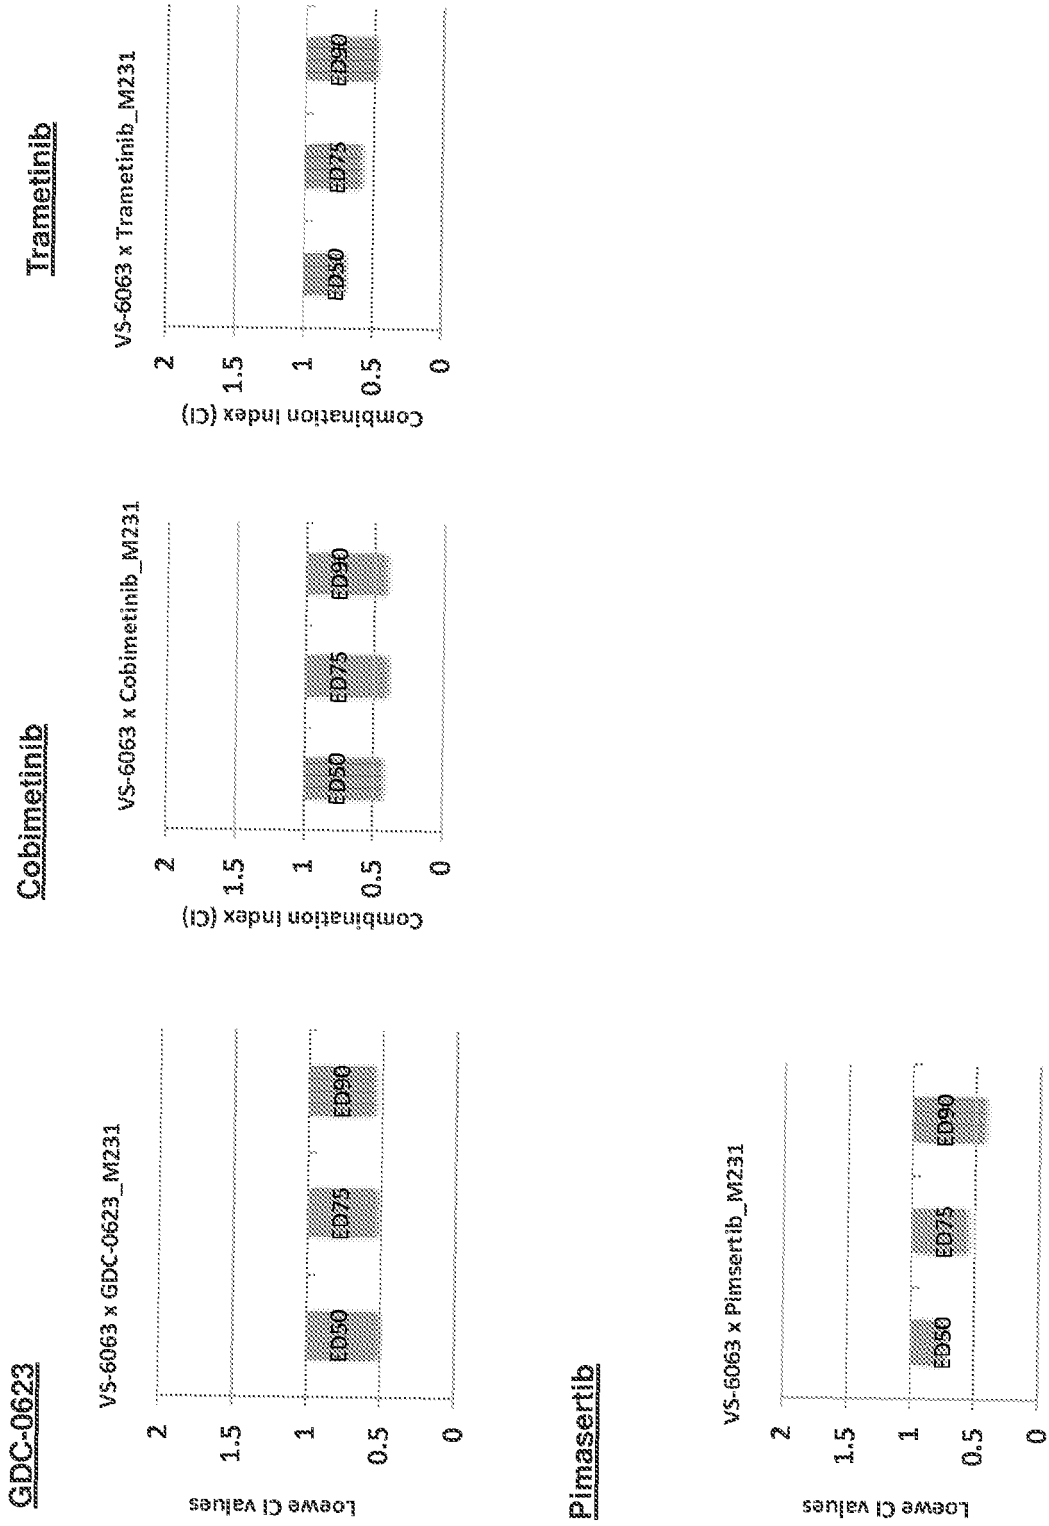 GDC-0623
VS-6063 x GDC-0623_M231
Loewe CI values
2
1.5
1
0.5
0
ED50
ED75
ED90
Cobimetinib
VS-6063 x Cobimetinib_M231
Combination Index (CI)
2
1.5
1
0.5
0
ED50
ED75
ED90
Trametinib
VS-6063 x Trametinib_M231
Combination Index (CI)
2
1.5
1
0.5
0
ED50
ED75
ED90
Pimasertib
VS-6063 x Pimsertib_M231
Loewe CI values
2
1.5
1
0.5
0
ED50
ED75
ED90